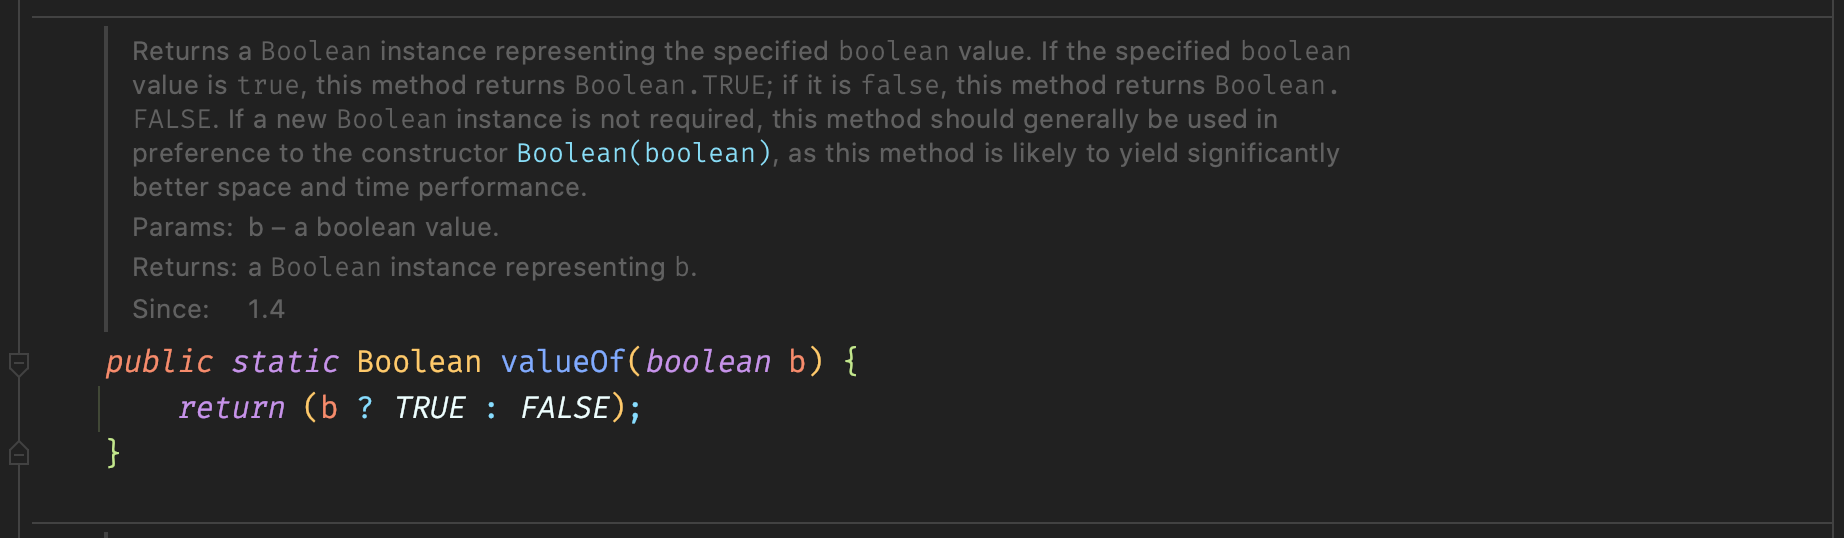 Returns a Boolean instance representing the specified boolean value. If the specified boolean
value is true, this method returns Boolean.TRUE; if it is false, this method returns Boolean.
FALSE. If a new Boolean instance is not required, this method should generally be used in
preference to the constructor Boolean(boolean), as this method is likely to yield significantly
better space and time performance.
Params: b – a boolean value.
Returns: a Boolean instance representing b.
Since: 1.4
public static Boolean valueOf(boolean b) {
    return (b ? TRUE : FALSE);
}